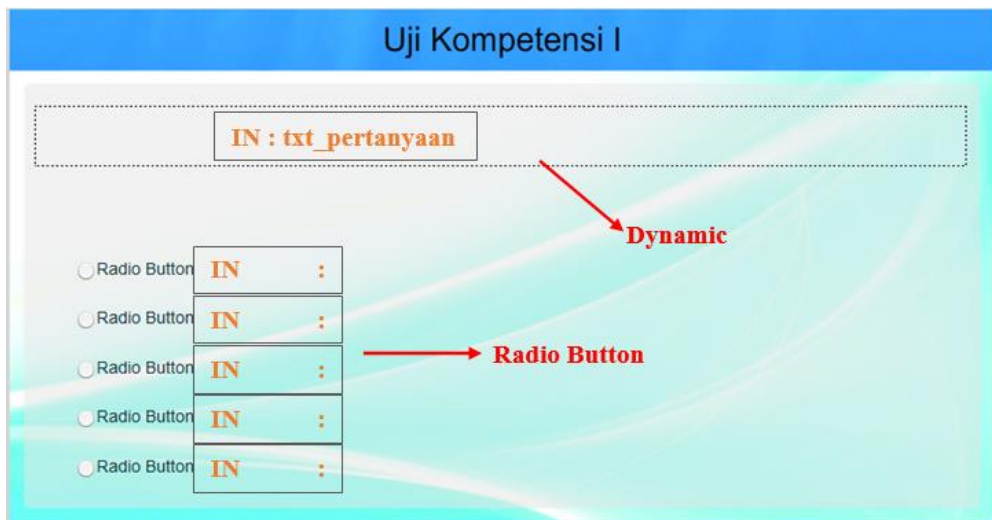 Uji Kompetensi I
IN : txt_pertanyaan
Dynamic
Radio Button IN :
Radio Button IN :
Radio Button IN :
Radio Button
Radio Button IN :
Radio Button IN :